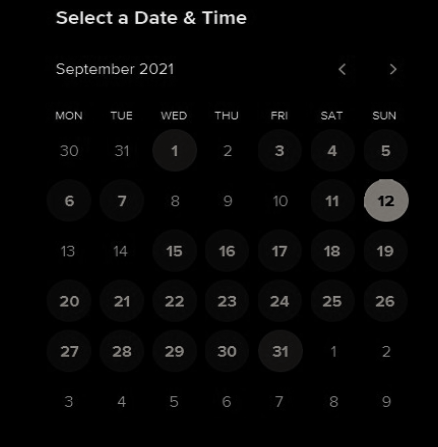 Select a Date & Time
September 2021
MON TUE WED THU FRI SAT SUN
30 31 1 2 3 4 5
6 7 8 9 10 11 12
13 14 15 16 17 18 19
20 21 22 23 24 25 26
27 28 29 30 31 1 2
3 4 5 6 7 8 9